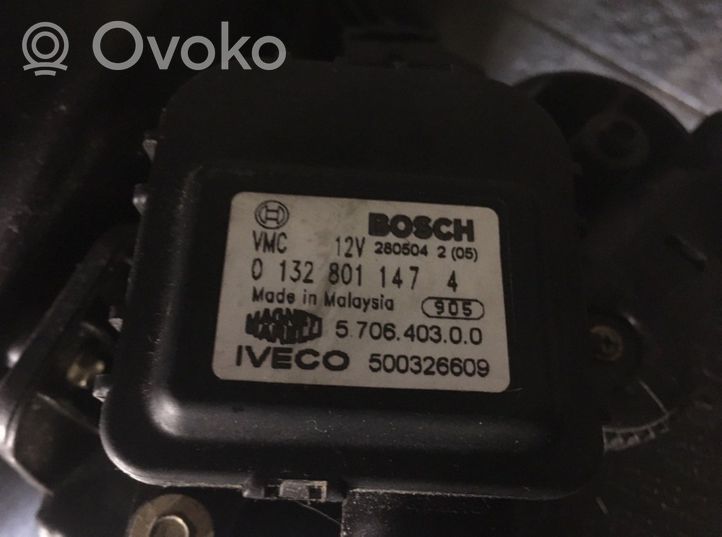 Ovoko
BOSCH
VMC 12V 280504 2 (05)
0 132 801 147 4
Made in Malaysia 905
MAGNETI MARELLI 5.706.403.0.0
IVECO 500326609